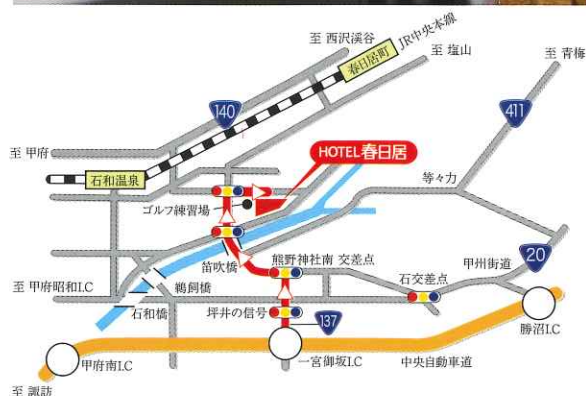 至 西沢渓谷
JR中央本線
春日居町
至 塩山
至 青梅
140
411
至 甲府
石和温泉
HOTEL春日居
等々力
ゴルフ練習場
笛吹橋
熊野神社南 交差点
甲州街道
20
石交差点
至 甲府昭和I.C
鵜飼橋
石和橋
坪井の信号
137
勝沼I.C
甲府南I.C
一宮御坂I.C
中央自動車道
至 諏訪